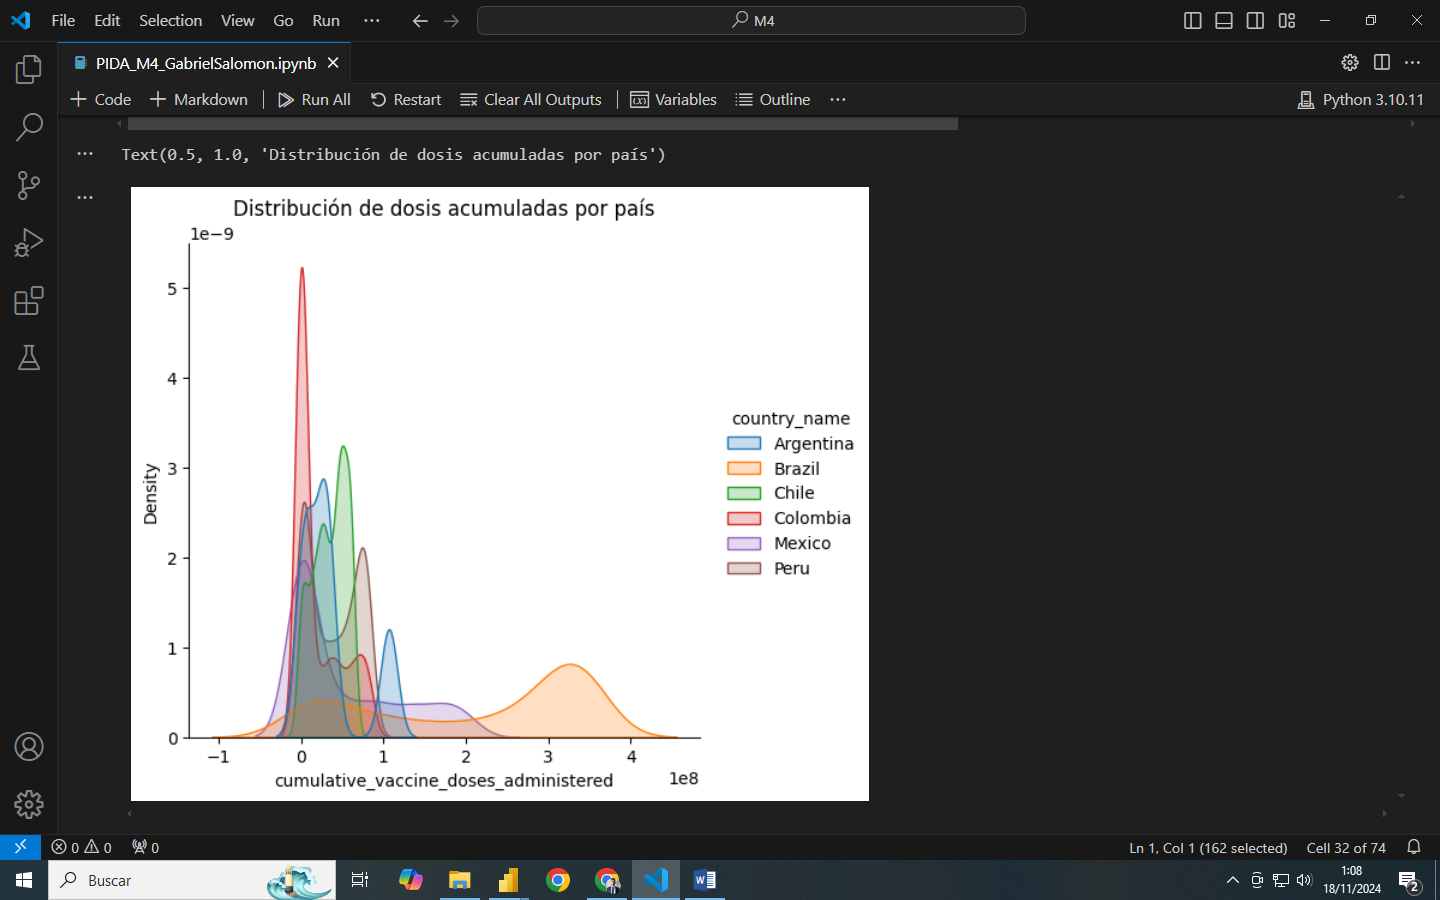 File Edit Selection View Go Run ··· M4
PIDA_M4_GabrielSalomon.ipynb
+ Code + Markdown Run All Restart Clear All Outputs Variables Outline ··· Python 3.10.11
Text(0.5, 1.0, 'Distribución de dosis acumuladas por país')
Distribución de dosis acumuladas por país
1e−9
5
4
3
2
1
0
Density
−1 0 1 2 3 4
1e8
cumulative_vaccine_doses_administered
country_name
Argentina
Brazil
Chile
Colombia
Mexico
Peru
0 0 0 Ln 1, Col 1 (162 selected) Cell 32 of 74
Buscar
1:08
18/11/2024
2